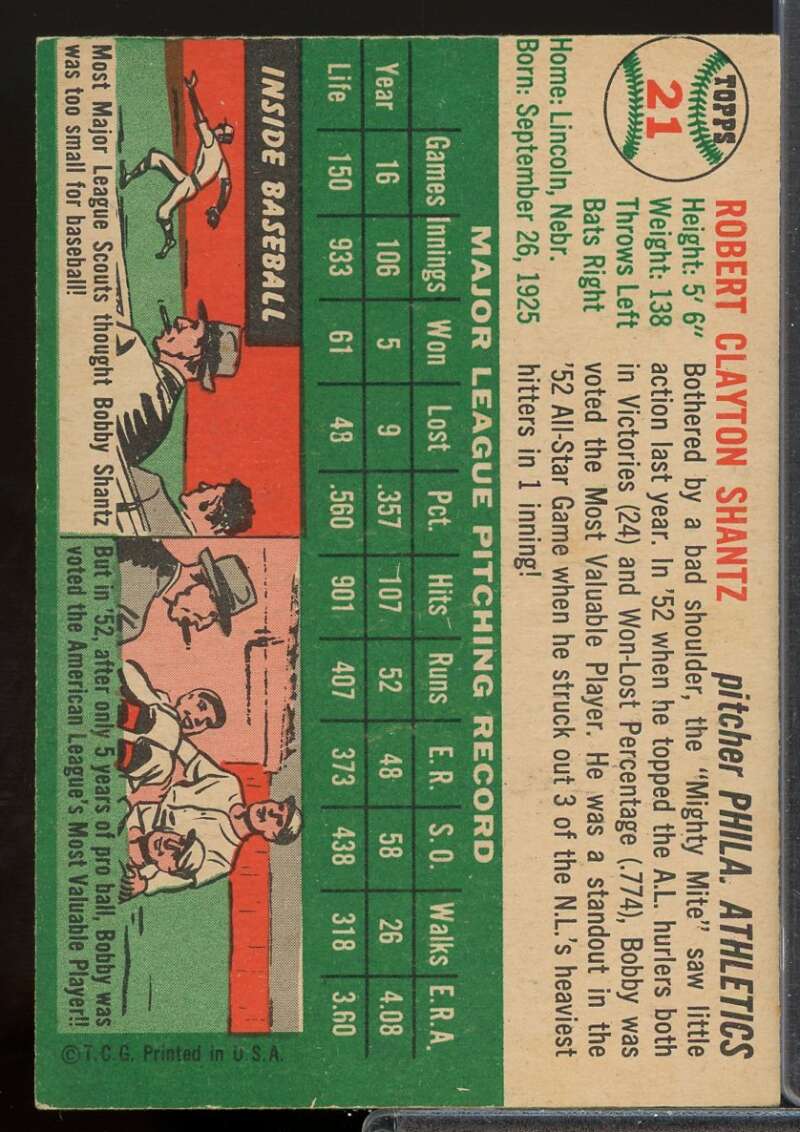 TOPPS
21
ROBERT CLAYTON SHANTZ
pitcher PHILA. ATHLETICS
Height: 5' 6"
Weight: 138
Throws Left
Bats Right
Home: Lincoln, Nebr.
Born: September 26, 1925
Bothered by a bad shoulder, the "Mighty Mite" saw little
action last year. In '52 when he topped the A.L. hurlers both
in Victories (24) and Won-Lost Percentage (.774), Bobby was
voted the Most Valuable Player. He was a standout in the
'52 All-Star Game when he struck out 3 of the N.L.'s heaviest
hitters in 1 inning!
MAJOR LEAGUE PITCHING RECORD
Games Innings Won Lost Pct. Hits Runs E.R. S.O. Walks E.R.A.
Year 16 106 5 9 .357 107 52 48 58 26 4.08
Life 150 933 61 48 .560 901 407 373 438 318 3.60
INSIDE BASEBALL
Most Major League Scouts thought Bobby Shantz
was too small for baseball!
But in '52, after only 5 years of pro ball, Bobby was
voted the American League's Most Valuable Player!!
©T.C.G. Printed in U.S.A.